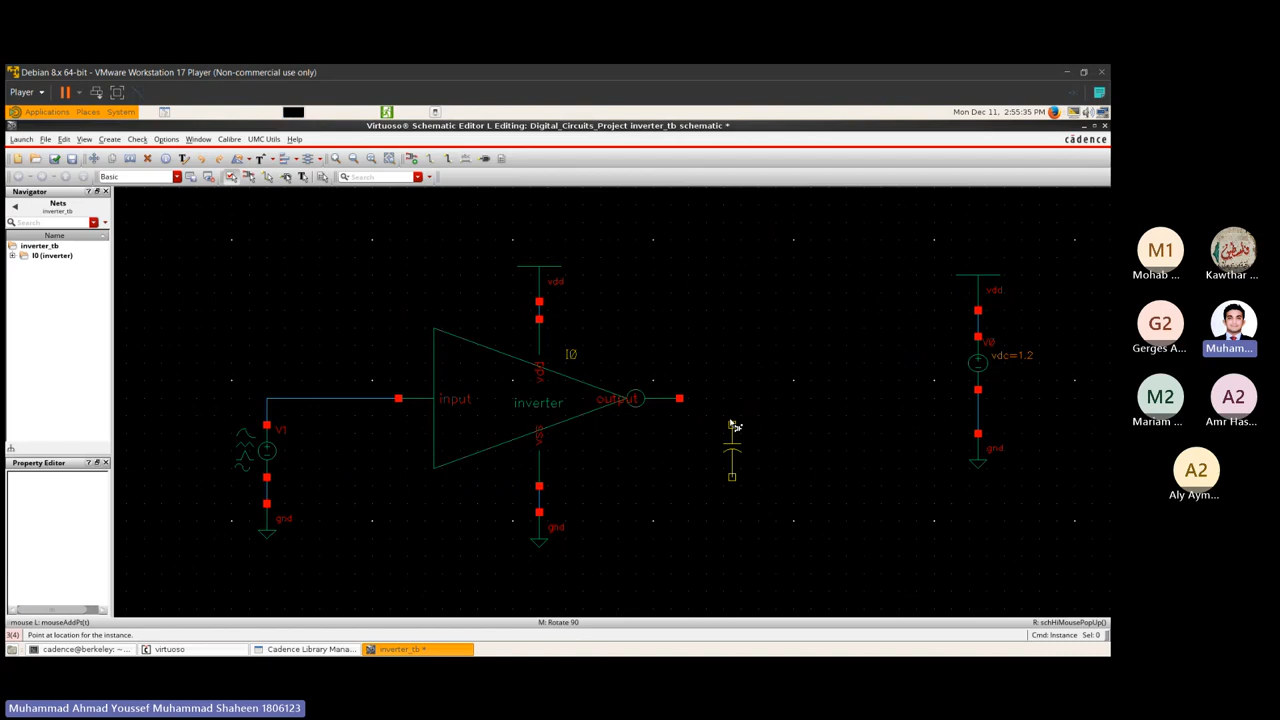 Debian 8.x 64-bit - VMware Workstation 17 Player (Non-commercial use only)
Player
Applications Places System
Mon Dec 11, 2:55:35 PM
Virtuoso® Schematic Editor L Editing: Digital_Circuits_Project inverter_tb schematic *
Launch File Edit View Create Check Options Window Calibre UMC Utils Help
cādence
Basic
Search
Navigator
Nets
inverter_tb
Search
Name
inverter_tb
I0 (inverter)
Property Editor
vdd
I0
vdd
input
inverter
output
vss
gnd
V1
gnd
vdd
V0
vdc=1.2
gnd
mouse L: mouseAddPt(t)
M: Rotate 90
R: schHiMousePopUp()
3(4)
Point at location for the instance.
Cmd: Instance Sel: 0
cadence@berkeley: ~...
virtuoso
Cadence Library Mana...
inverter_tb *
M1
Mohab ...
Kawthar ...
G2
Gerges A...
Muham...
M2
Mariam ...
A2
Amr Has...
A2
Aly Aym...
Muhammad Ahmad Youssef Muhammad Shaheen 1806123